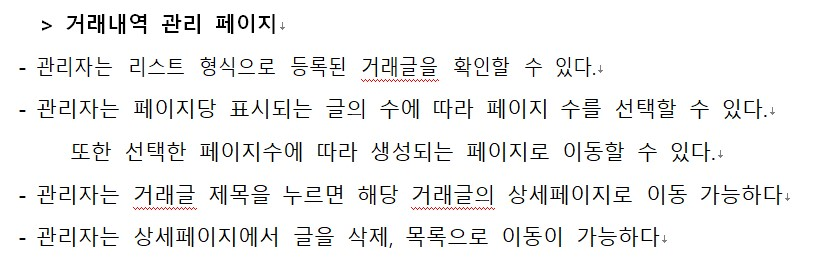 > 거래내역 관리 페이지
- 관리자는 리스트 형식으로 등록된 거래글을 확인할 수 있다.
- 관리자는 페이지당 표시되는 글의 수에 따라 페이지 수를 선택할 수 있다.
또한 선택한 페이지수에 따라 생성되는 페이지로 이동할 수 있다.
- 관리자는 거래글 제목을 누르면 해당 거래글의 상세페이지로 이동 가능하다
- 관리자는 상세페이지에서 글을 삭제, 목록으로 이동이 가능하다